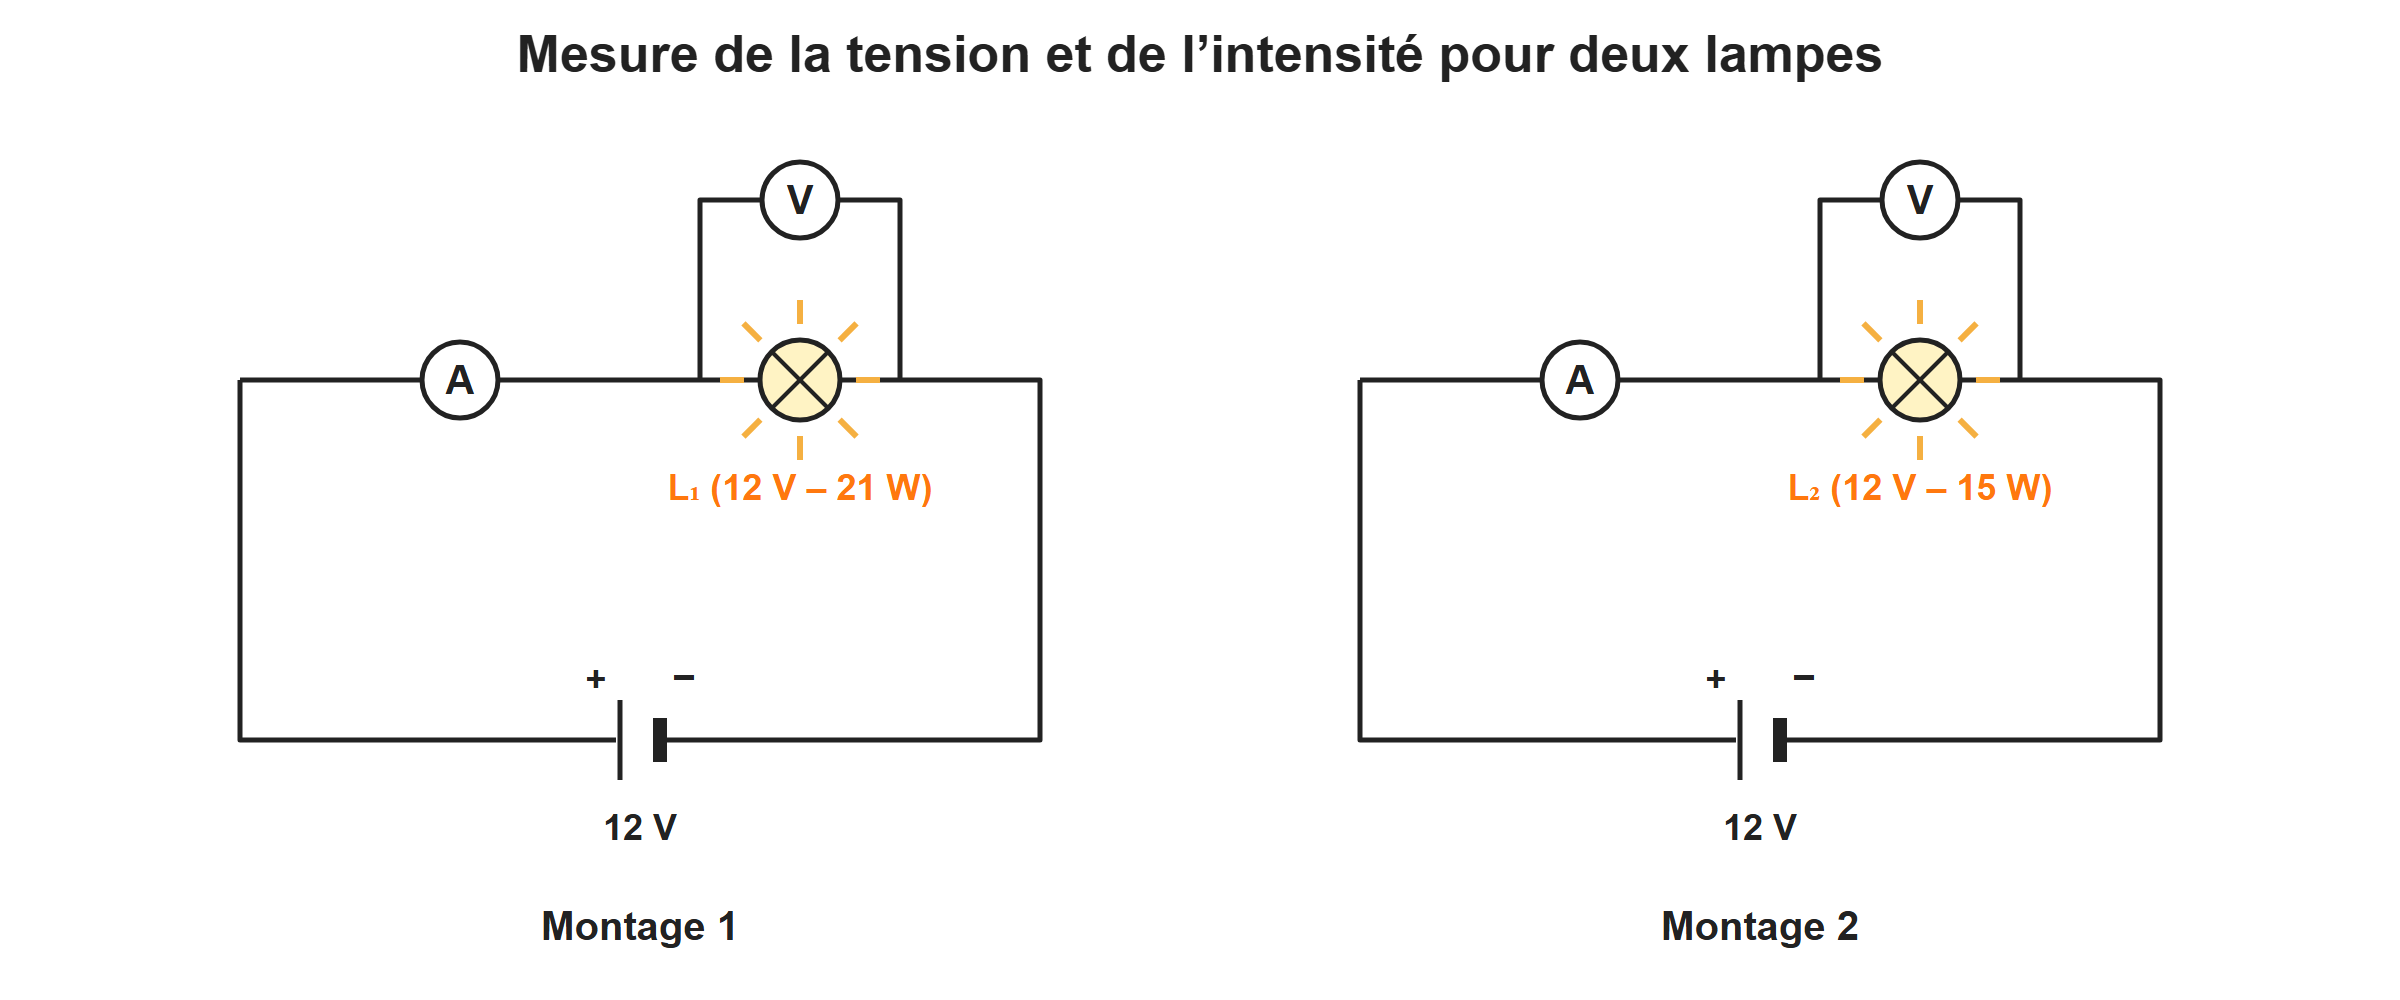 Mesure de la tension et de l’intensité pour deux lampes
V
V
A
A
L₁ (12 V – 21 W)
L₂ (12 V – 15 W)
+ −
+ −
12 V
12 V
Montage 1
Montage 2